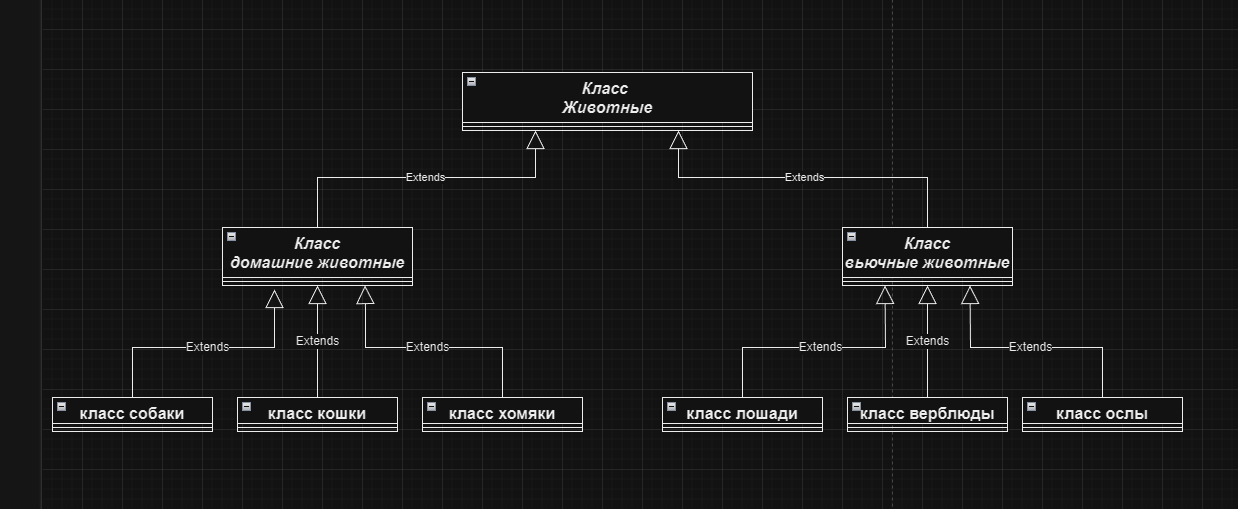 Класс
Животные
Extends
Extends
Класс
домашние животные
Класс
вьючные животные
Extends
Extends
Extends
Extends
Extends
Extends
класс собаки
класс кошки
класс хомяки
класс лошади
класс верблюды
класс ослы